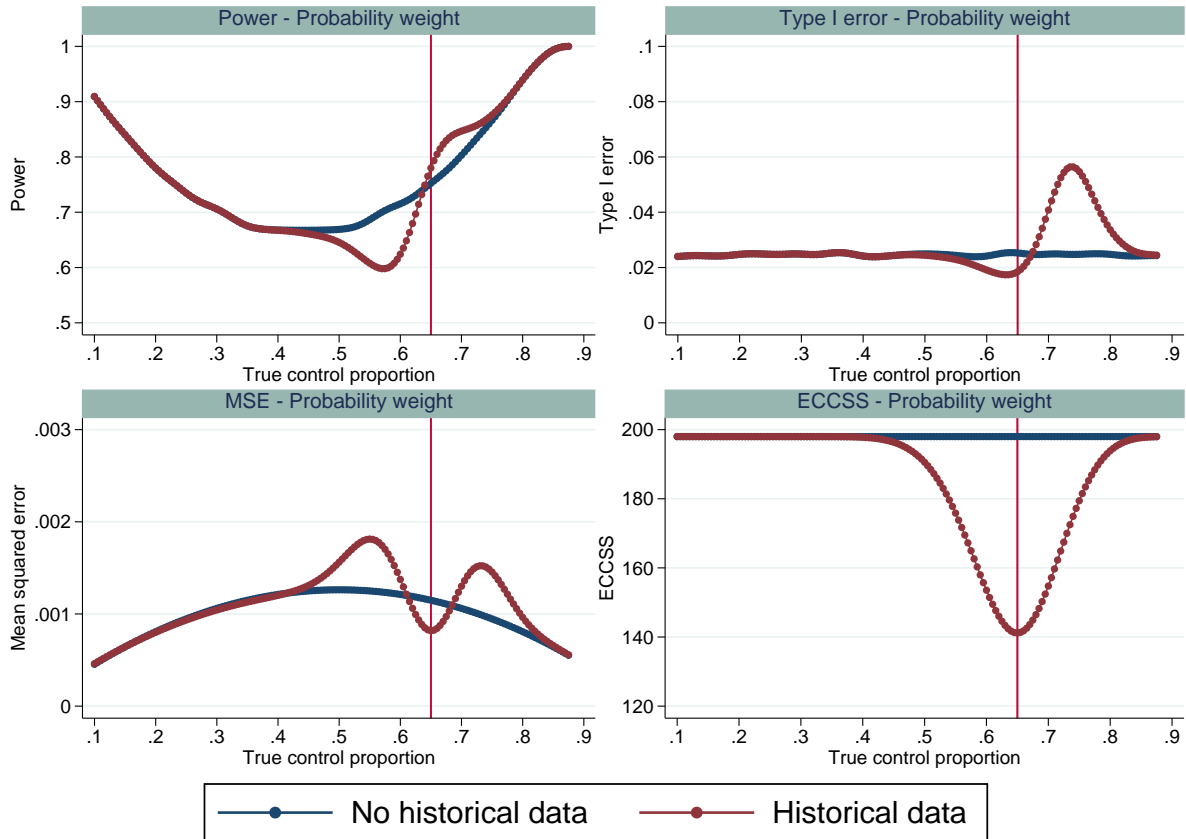 Power - Probability weight
1
.9
.8
.7
.6
.5
Power
.1 .2 .3 .4 .5 .6 .7 .8 .9
True control proportion
Type I error - Probability weight
.1
.08
.06
.04
.02
0
Type I error
.1 .2 .3 .4 .5 .6 .7 .8 .9
True control proportion
MSE - Probability weight
.003
.002
.001
0
Mean squared error
.1 .2 .3 .4 .5 .6 .7 .8 .9
True control proportion
ECCSS - Probability weight
200
180
160
140
120
ECCSS
.1 .2 .3 .4 .5 .6 .7 .8 .9
True control proportion
No historical data Historical data